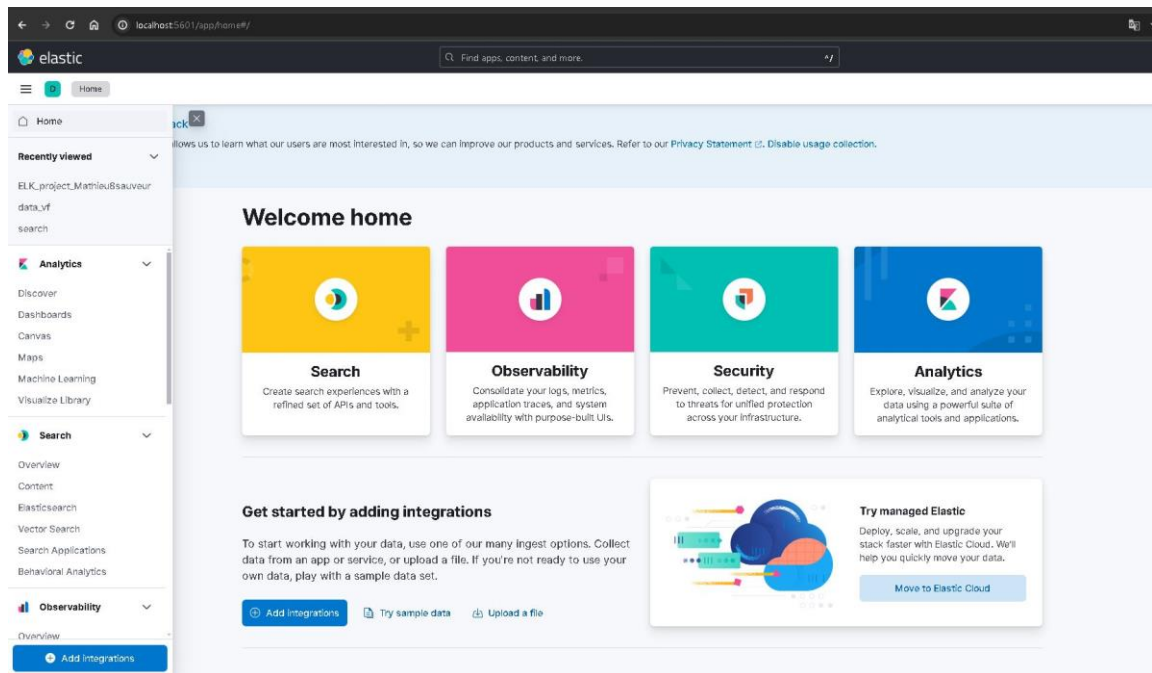 localhost:5601/app/home#/
elastic
Find apps, content, and more.
^/
D
Home
Home
ack
allows us to learn what our users are most interested in, so we can improve our products and services. Refer to our Privacy Statement. Disable usage collection.
Recently viewed
ELK_project_Mathieu&sauveur
data_vf
search
Analytics
Discover
Dashboards
Canvas
Maps
Machine Learning
Visualize Library
Search
Overview
Content
Elasticsearch
Vector Search
Search Applications
Behavioral Analytics
Observability
Overview
Add integrations
Welcome home
Search
Create search experiences with a
refined set of APIs and tools.
Observability
Consolidate your logs, metrics,
application traces, and system
availability with purpose-built UIs.
Security
Prevent, collect, detect, and respond
to threats for unified protection
across your infrastructure.
Analytics
Explore, visualize, and analyze your
data using a powerful suite of
analytical tools and applications.
Get started by adding integrations
To start working with your data, use one of our many ingest options. Collect
data from an app or service, or upload a file. If you're not ready to use your
own data, play with a sample data set.
Add integrations
Try sample data
Upload a file
Try managed Elastic
Deploy, scale, and upgrade your
stack faster with Elastic Cloud. We'll
help you quickly move your data.
Move to Elastic Cloud